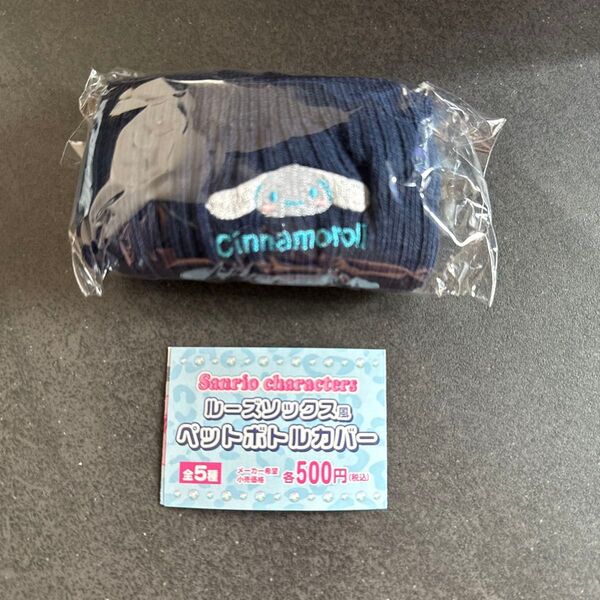 Cinnamoroll
Sanrio characters
ルーズソックス風
ペットボトルカバー
全5種 メーカー希望小売価格 各500円(税込)